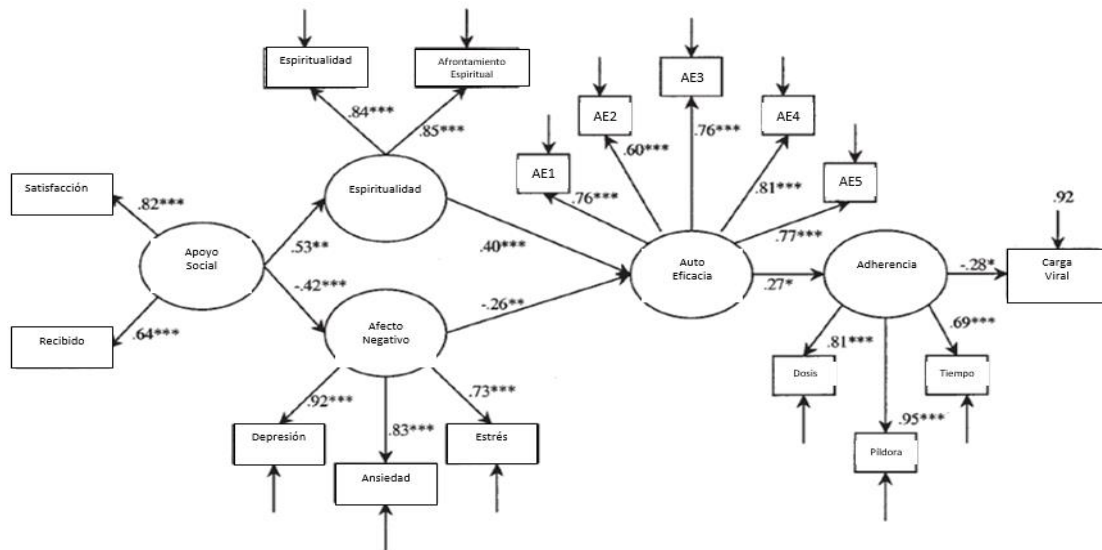 Espiritualidad
Afrontamiento
Espiritual
AE1
AE2
AE3
AE4
AE5
.84***
.85***
.76***
.60***
.76***
.81***
.77***
Satisfacción
.82***
Apoyo
Social
.64***
Recibido
.53**
-.42***
Espiritualidad
.40***
Afecto
Negativo
-.26**
Auto
Eficacia
.27*
Adherencia
-.28*
.92
Carga
Viral
.92***
.83***
.73***
Depresión
Ansiedad
Estrés
.81***
.95***
.69***
Dosis
Píldora
Tiempo